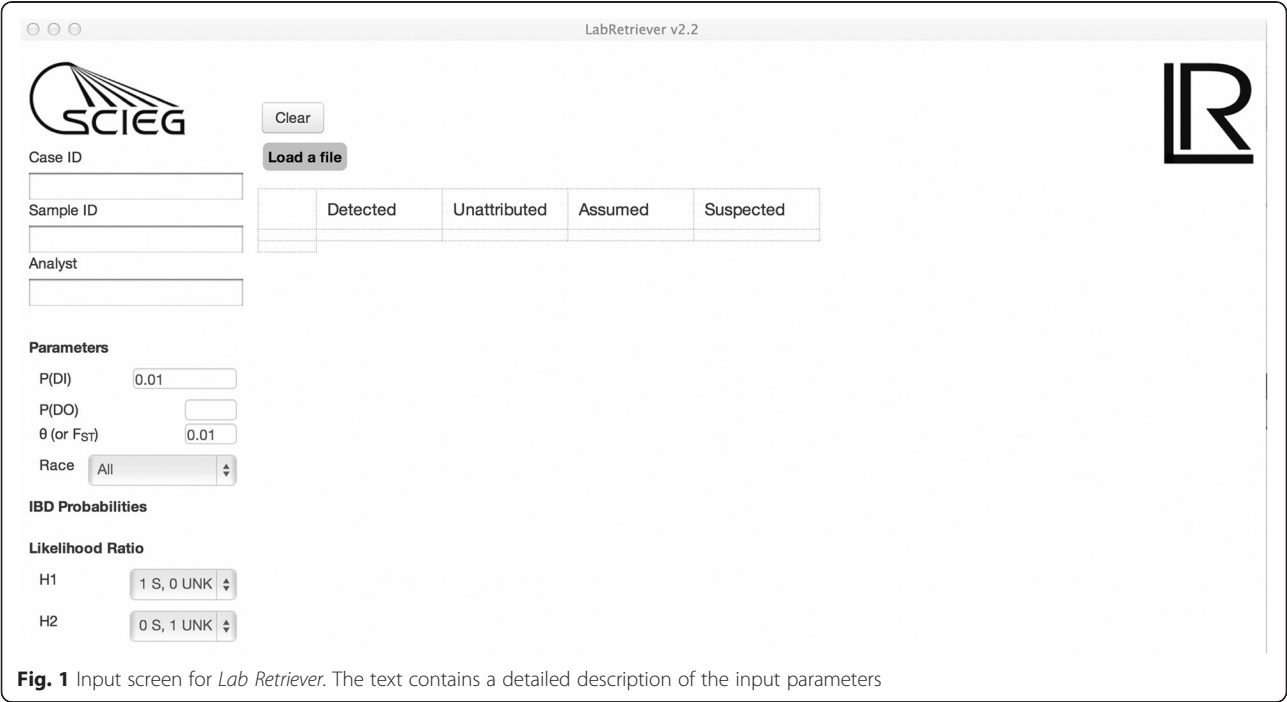 LabRetriever v2.2
SCIEG
LR
Clear
Load a file
Case ID
Sample ID
Analyst
Detected Unattributed Assumed Suspected
Parameters
P(DI) 0.01
P(DO)
θ (or FST) 0.01
Race All
IBD Probabilities
Likelihood Ratio
H1 1 S, 0 UNK
H2 0 S, 1 UNK
Fig. 1 Input screen for Lab Retriever. The text contains a detailed description of the input parameters